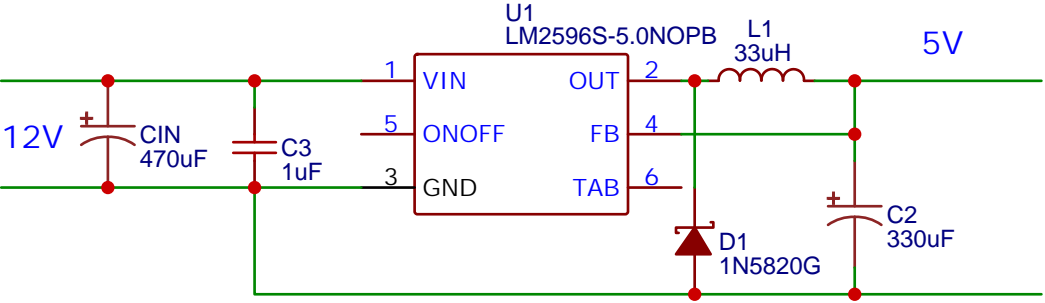 U1
LM2596S-5.0NOPB
L1
33uH
5V
1
VIN
OUT
2
12V
CIN
470uF
C3
1uF
5
ONOFF
FB
4
3
GND
TAB
6
C2
330uF
D1
1N5820G